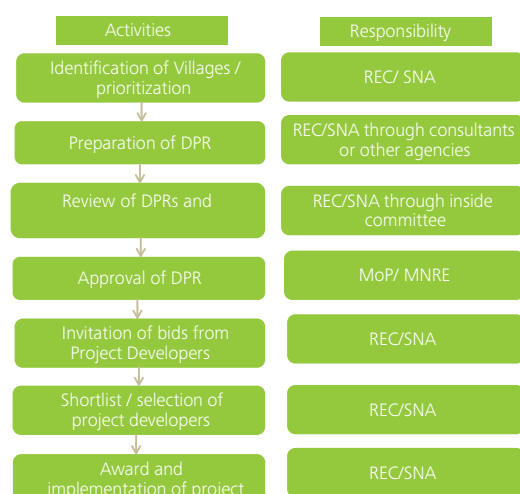 Activities
Responsibility
Identification of Villages /
prioritization
REC/ SNA
Preparation of DPR
REC/SNA through consultants
or other agencies
Review of DPRs and
REC/SNA through inside
committee
Approval of DPR
MoP/ MNRE
Invitation of bids from
Project Developers
REC/SNA
Shortlist / selection of
project developers
REC/SNA
Award and
implementation of project
REC/SNA